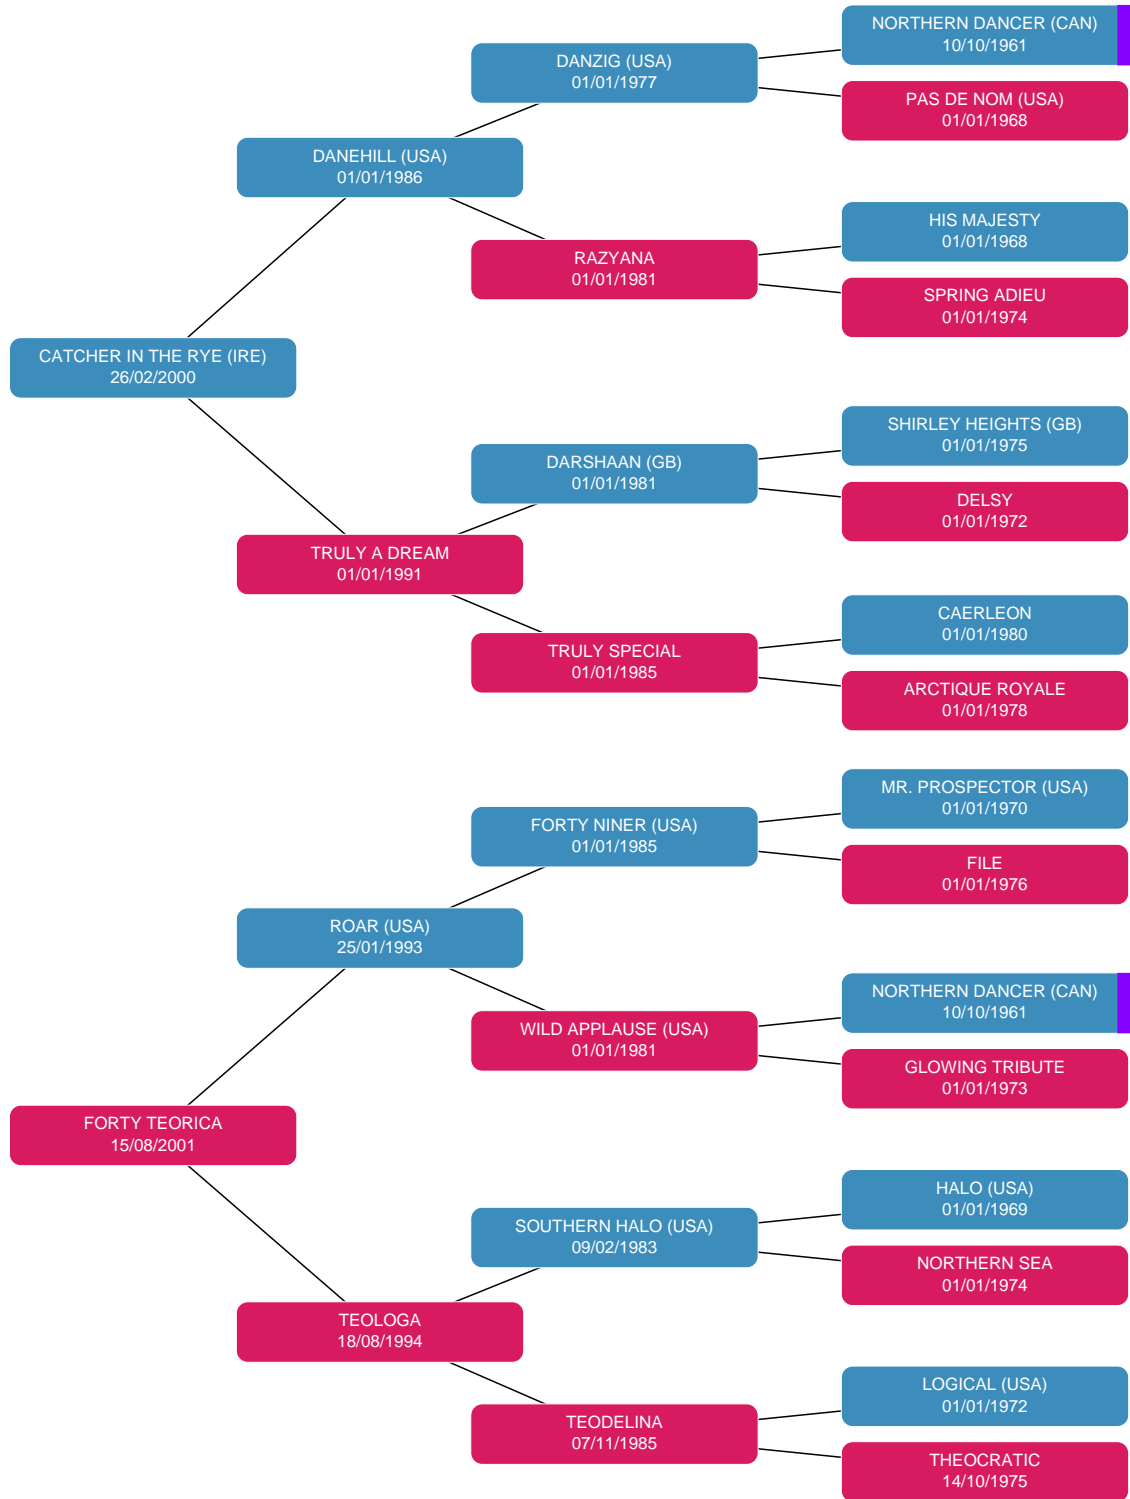 NORTHERN DANCER (CAN)
10/10/1961
DANZIG (USA)
01/01/1977
PAS DE NOM (USA)
01/01/1968
DANEHILL (USA)
01/01/1986
HIS MAJESTY
01/01/1968
RAZYANA
01/01/1981
SPRING ADIEU
01/01/1974
CATCHER IN THE RYE (IRE)
26/02/2000
SHIRLEY HEIGHTS (GB)
01/01/1975
DARSHAAN (GB)
01/01/1981
DELSY
01/01/1972
TRULY A DREAM
01/01/1991
CAERLEON
01/01/1980
TRULY SPECIAL
01/01/1985
ARCTIQUE ROYALE
01/01/1978
MR. PROSPECTOR (USA)
01/01/1970
FORTY NINER (USA)
01/01/1985
FILE
01/01/1976
ROAR (USA)
25/01/1993
NORTHERN DANCER (CAN)
10/10/1961
WILD APPLAUSE (USA)
01/01/1981
GLOWING TRIBUTE
01/01/1973
FORTY TEORICA
15/08/2001
HALO (USA)
01/01/1969
SOUTHERN HALO (USA)
09/02/1983
NORTHERN SEA
01/01/1974
TEOLOGA
18/08/1994
LOGICAL (USA)
01/01/1972
TEODELINA
07/11/1985
THEOCRATIC
14/10/1975